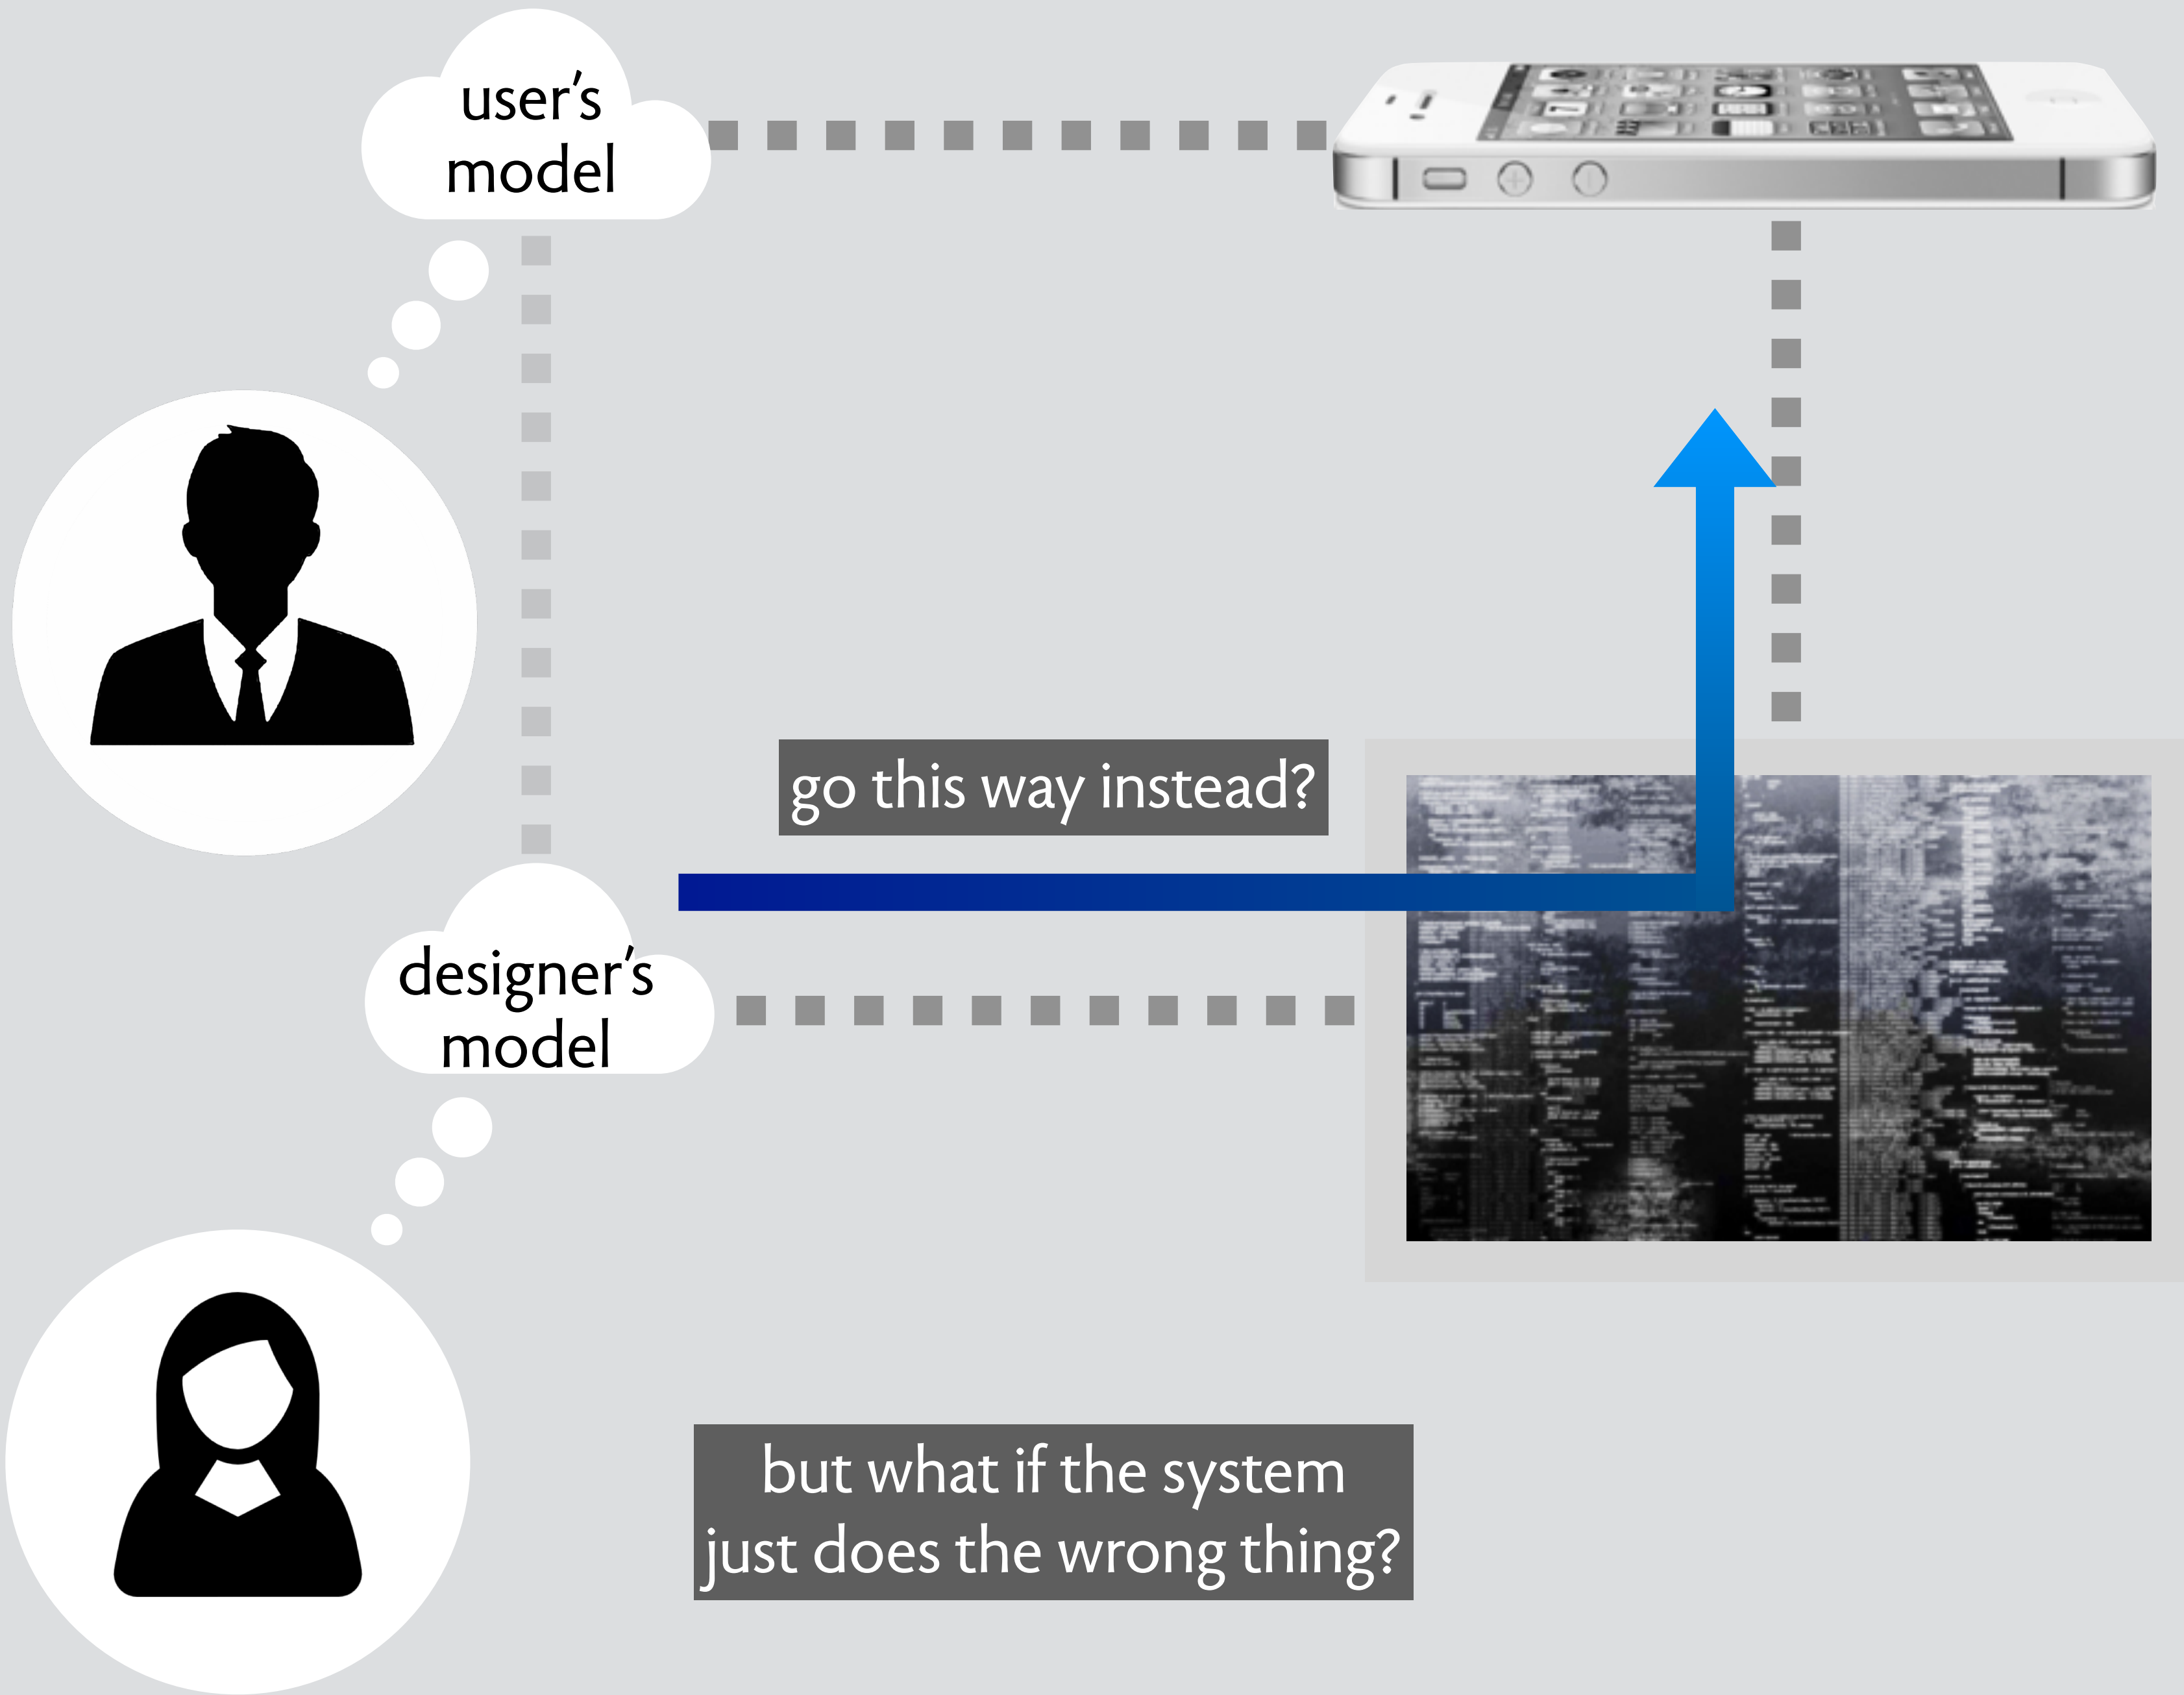 user's
model
go this way instead?
designer's
model
but what if the system
just does the wrong thing?